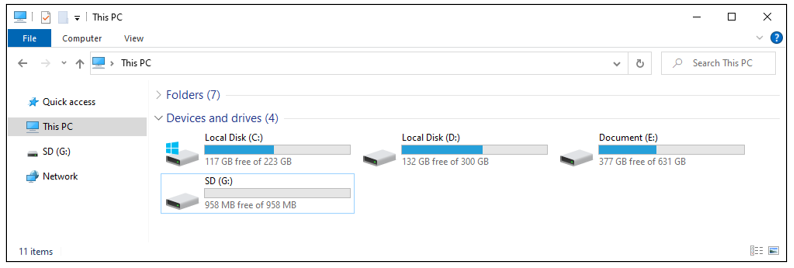 This PC
File Computer View
This PC
Search This PC
Quick access
This PC
SD (G:)
Network
Folders (7)
Devices and drives (4)
Local Disk (C:)
117 GB free of 223 GB
Local Disk (D:)
132 GB free of 300 GB
Document (E:)
377 GB free of 631 GB
SD (G:)
958 MB free of 958 MB
11 items